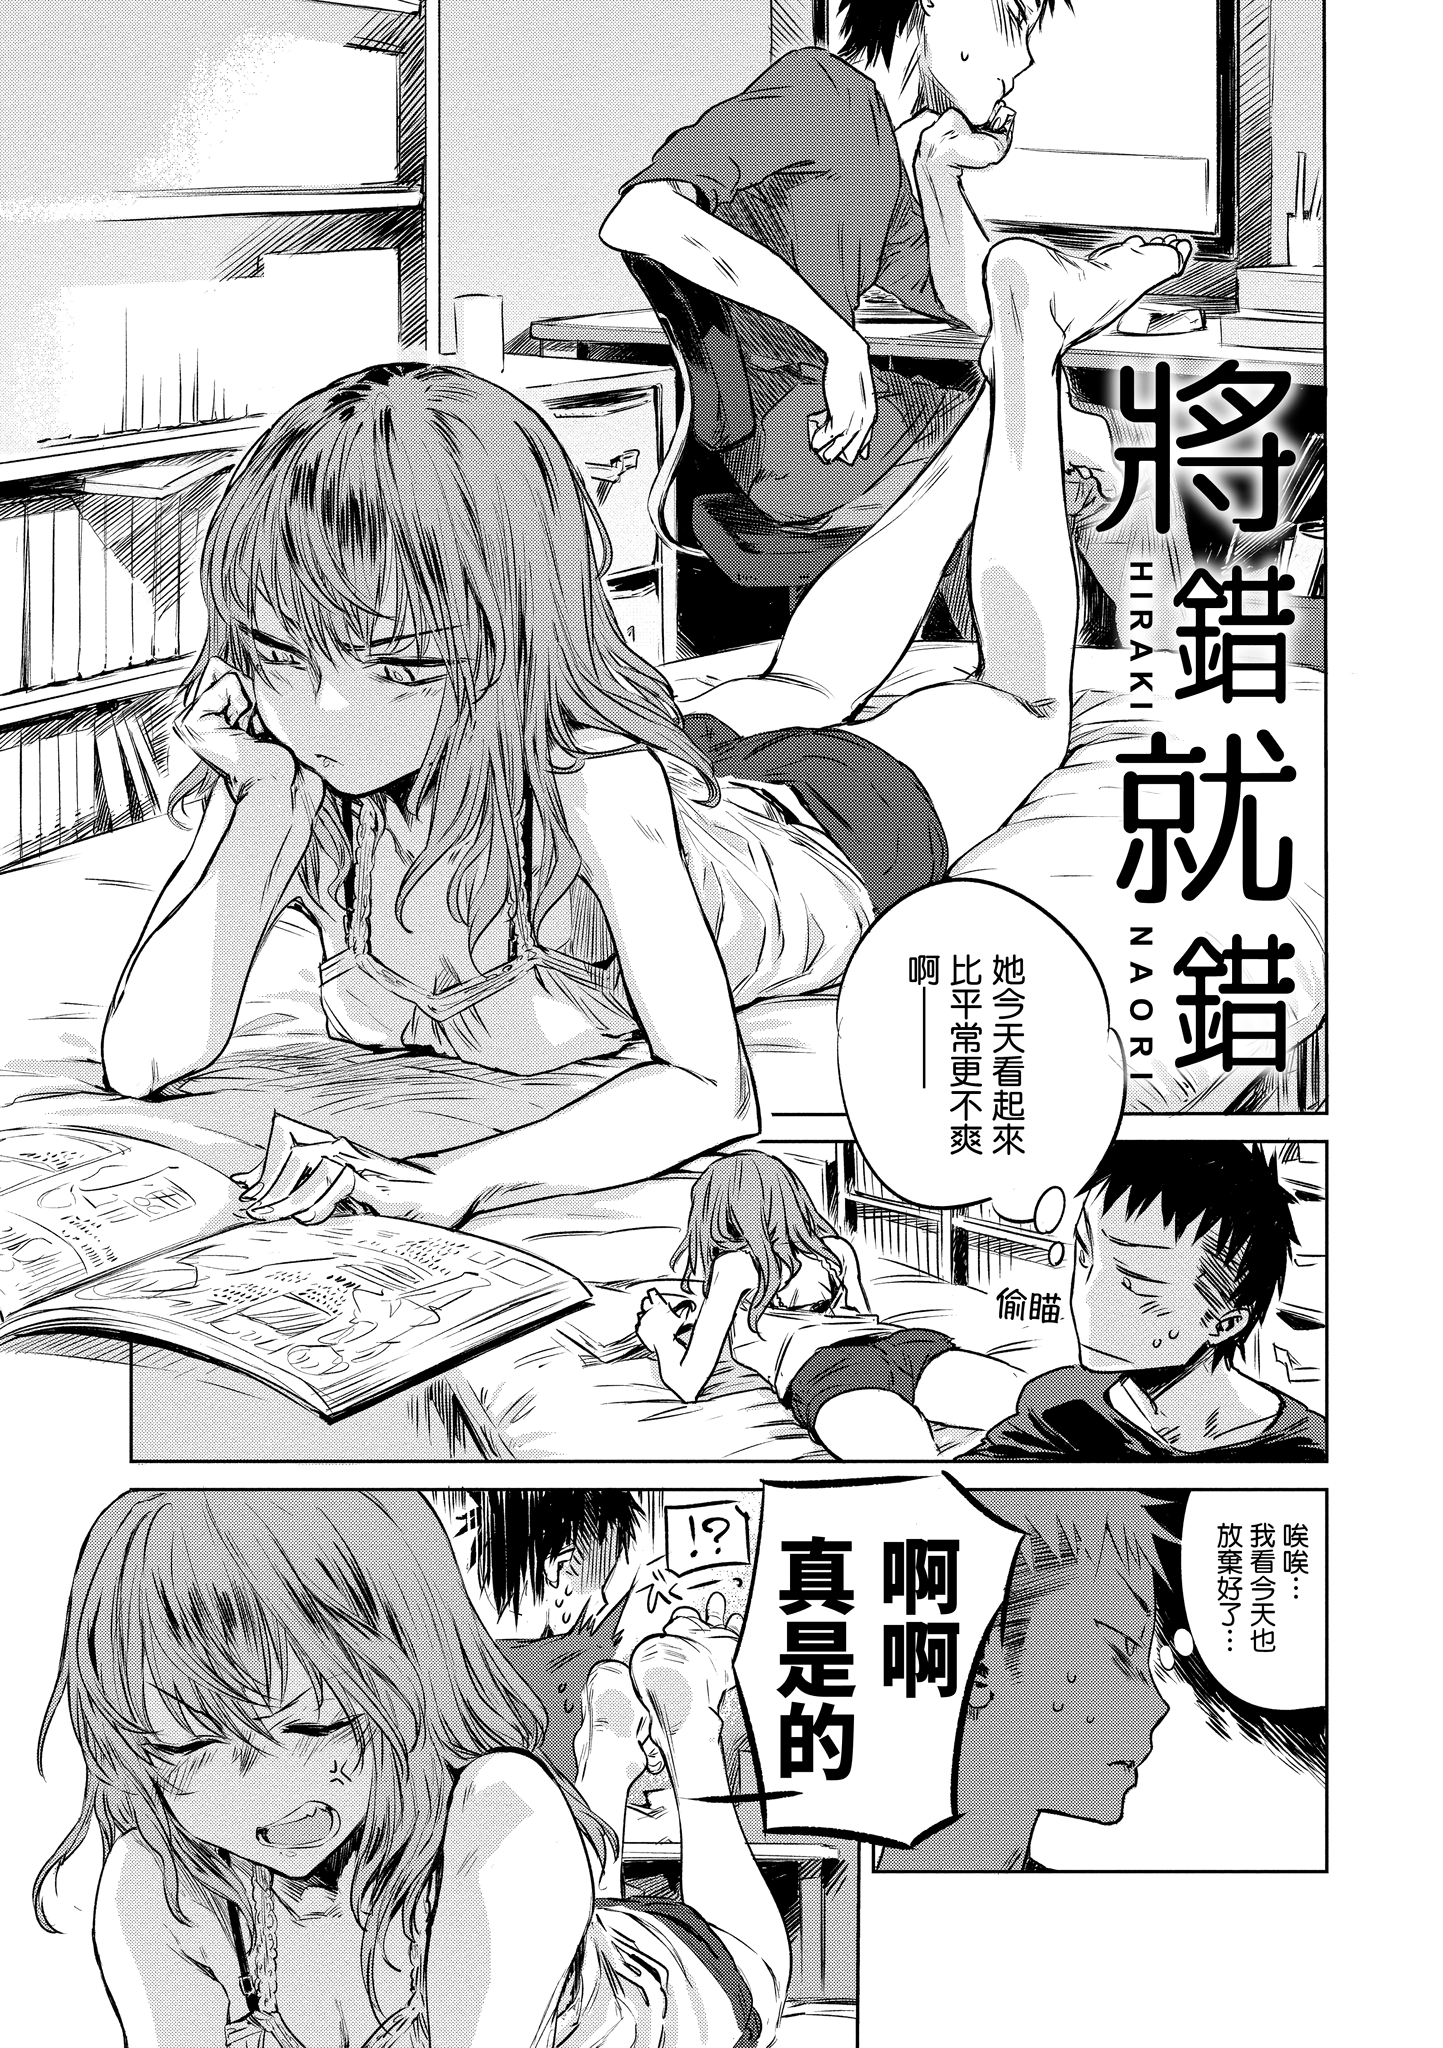 將錯就錯
HIRAKI NAORI
她今天看起來
比平常更不爽
啊——
偷瞄
唉唉…
我看今天也
放棄好了…
啊啊
真是的
!?